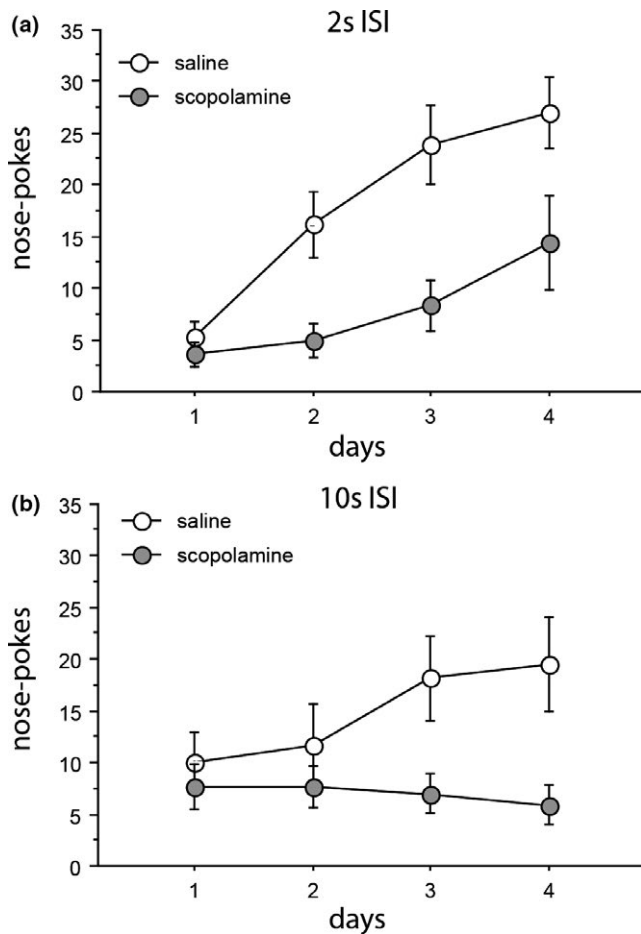 (a)
2s ISI
saline
scopolamine
35
30
25
20
15
10
5
0
nose-pokes
1 2 3 4
days
(b)
10s ISI
saline
scopolamine
35
30
25
20
15
10
5
0
nose-pokes
1 2 3 4
days